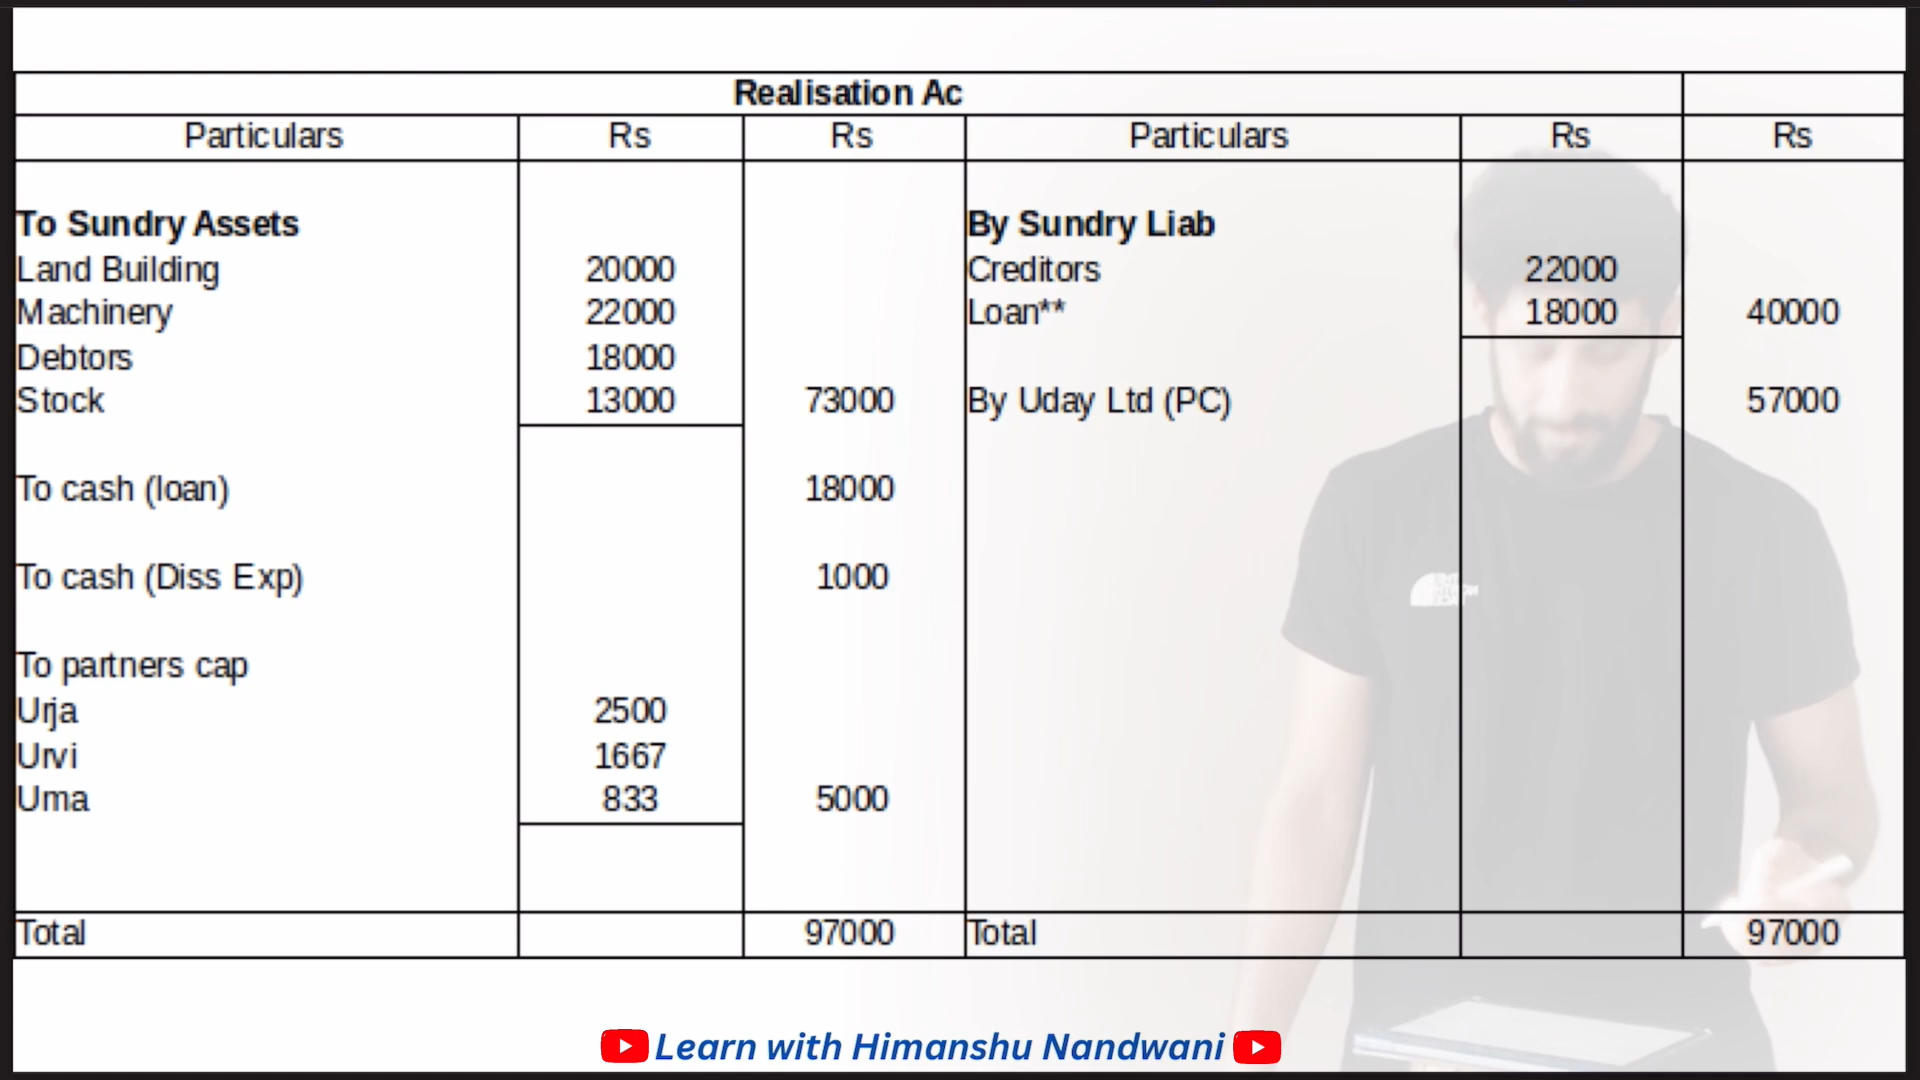 Realisation Ac
Particulars Rs Rs Particulars Rs Rs
To Sundry Assets By Sundry Liab
Land Building 20000 Creditors 22000
Machinery 22000 Loan** 18000 40000
Debtors 18000
Stock 13000 73000 By Uday Ltd (PC) 57000
To cash (loan) 18000
To cash (Diss Exp) 1000
To partners cap
Urja 2500
Urvi 1667
Uma 833 5000
Total 97000 Total 97000
Learn with Himanshu Nandwani